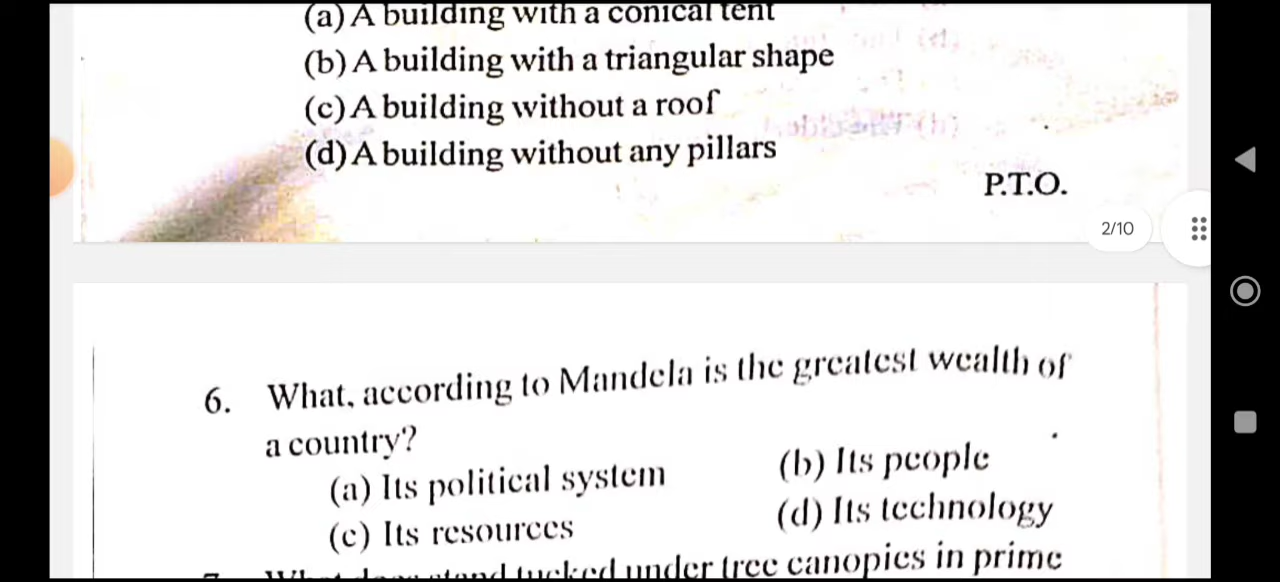 (a) A building with a conical tent
(b) A building with a triangular shape
(c) A building without a roof
(d) A building without any pillars
P.T.O.
2/10
6. What, according to Mandela is the greatest wealth of
a country?
(a) Its political system (b) Its people
(c) Its resources (d) Its technology
tucked under tree canopies in prime